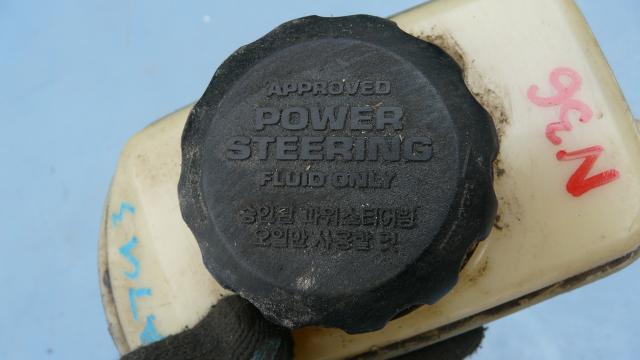 APPROVED
POWER
STEERING
FLUID ONLY
승인된 파워스티어링
오일만 사용할 것
N36